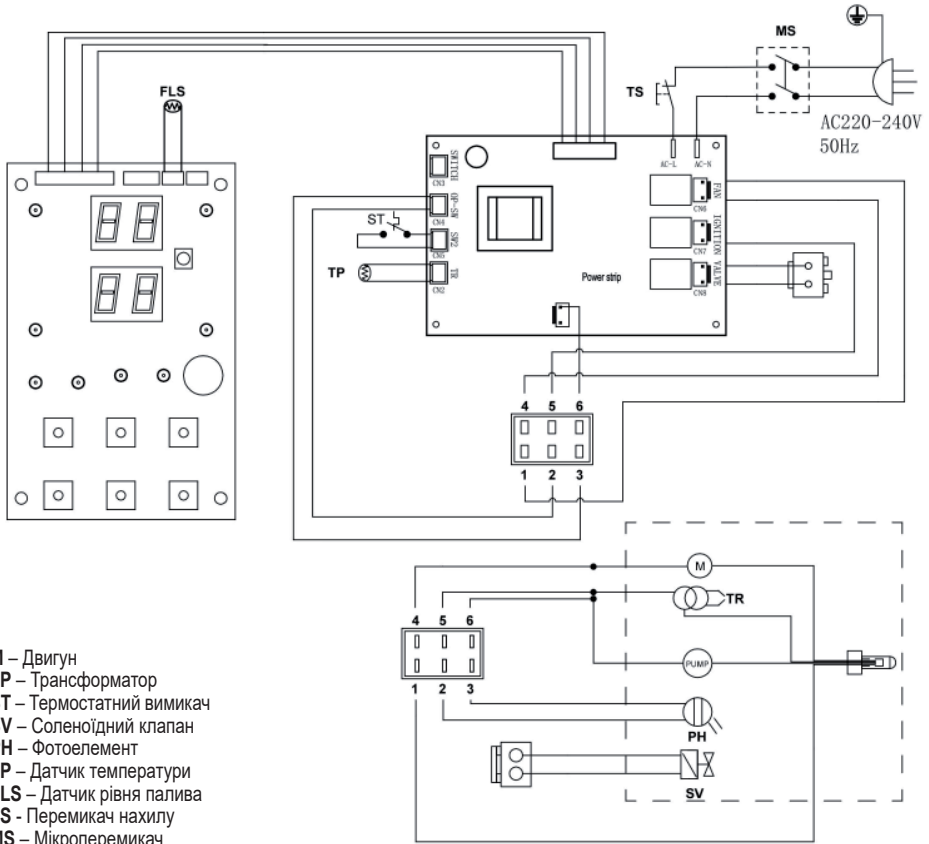 MS
FLS
TS
AC220-240V
50Hz
AC-L AC-N
SWITCH
CN3
OP-SW
CN4
ST
SW2
CN5
TP
TR
CN2
FAN
CN6
IGNITION
CN7
VALVE
CN8
Power strip
4 5 6
1 2 3
M
TR
4 5 6
PUMP
1 2 3
PH
SV
– Двигун
P – Трансформатор
T – Термостатний вимикач
V – Соленоїдний клапан
H – Фотоелемент
P – Датчик температури
LS – Датчик рівня палива
S - Перемикач нахилу
S – Мікроперемикач